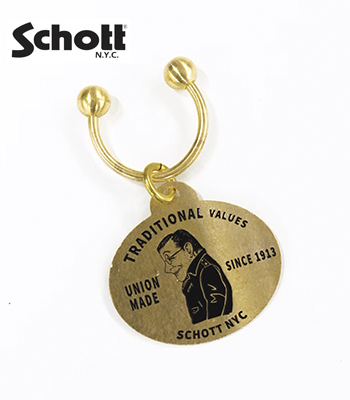 Schott
N.Y.C.
TRADITIONAL VALUES
UNION
MADE
SINCE 1913
SCHOTT NYC